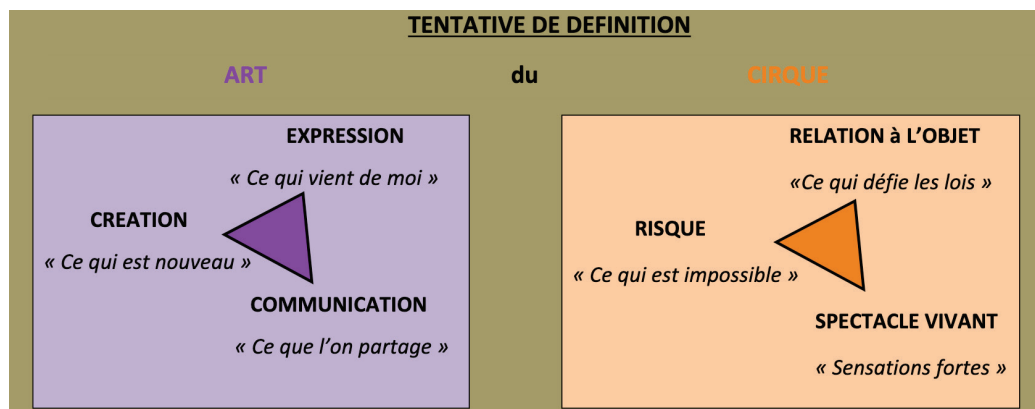 TENTATIVE DE DEFINITION
ART du CIRQUE
EXPRESSION
« Ce qui vient de moi »
CREATION
« Ce qui est nouveau »
COMMUNICATION
« Ce que l’on partage »
RELATION à L’OBJET
«Ce qui défie les lois »
RISQUE
« Ce qui est impossible »
SPECTACLE VIVANT
« Sensations fortes »